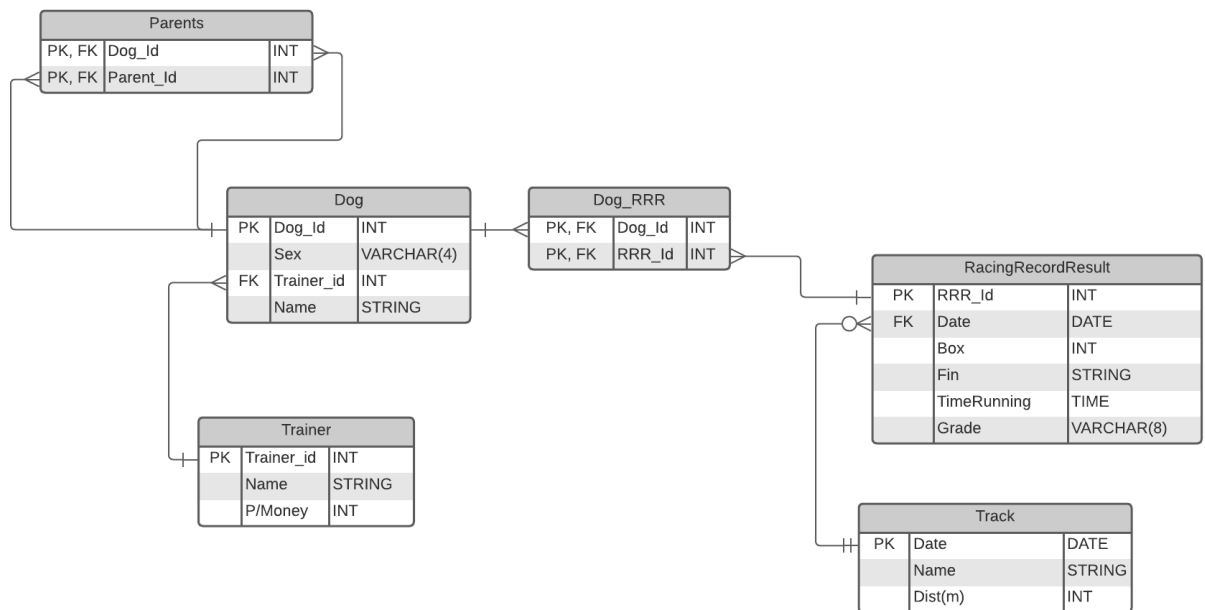 Parents
PK, FK Dog_Id INT
PK, FK Parent_Id INT
Dog
PK Dog_Id INT
Sex VARCHAR(4)
FK Trainer_id INT
Name STRING
Dog_RRR
PK, FK Dog_Id INT
PK, FK RRR_Id INT
RacingRecordResult
PK RRR_Id INT
FK Date DATE
Box INT
Fin STRING
TimeRunning TIME
Grade VARCHAR(8)
Trainer
PK Trainer_id INT
Name STRING
P/Money INT
Track
PK Date DATE
Name STRING
Dist(m) INT